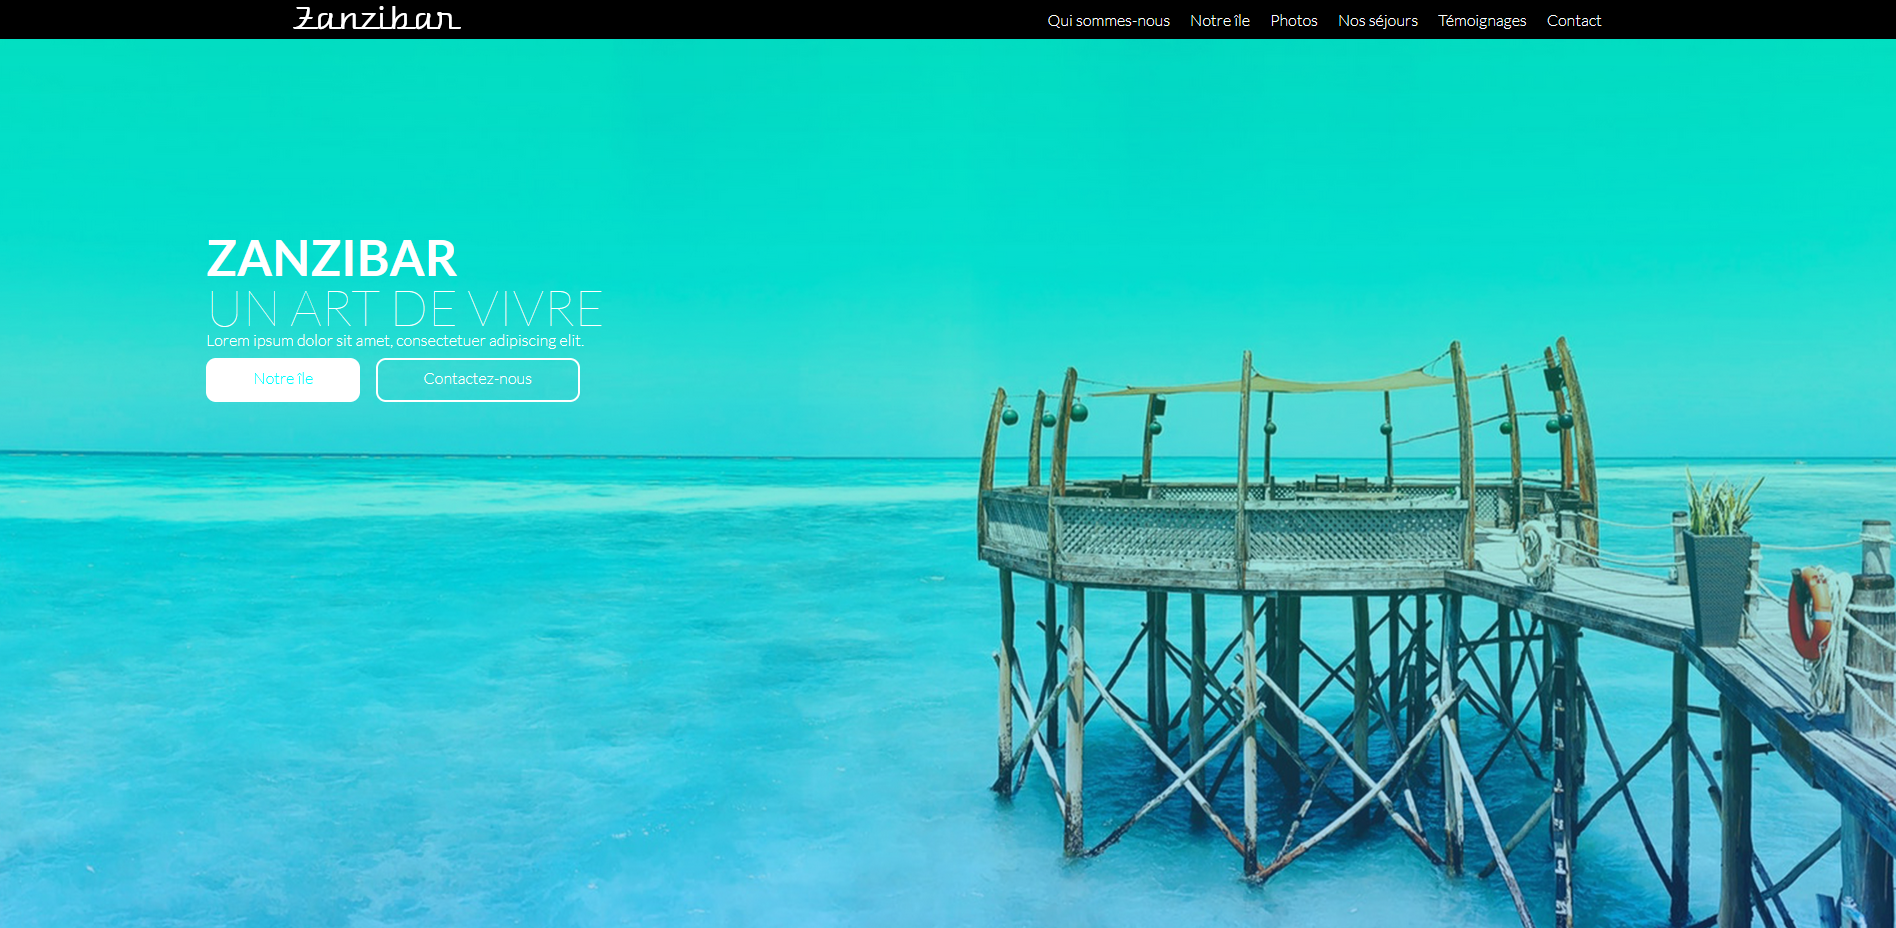 Zanzibar
Qui sommes-nous Notre île Photos Nos séjours Témoignages Contact
ZANZIBAR
UN ART DE VIVRE
Lorem ipsum dolor sit amet, consectetuer adipiscing elit.
Notre île Contactez-nous